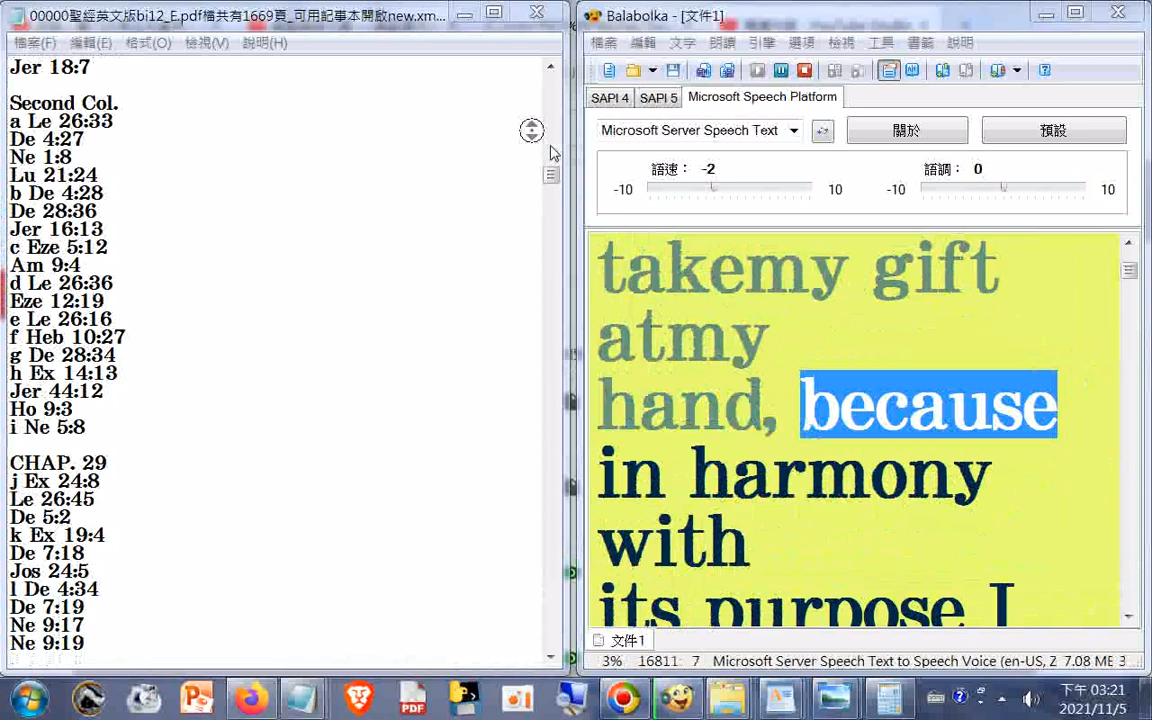 00000聖經英文版bi12_E.pdf檔共有1669頁_可用記事本開啟new.xm...
檔案(F) 編輯(E) 格式(O) 檢視(V) 說明(H)
Jer 18:7
Second Col.
a Le 26:33
De 4:27
Ne 1:8
Lu 21:24
b De 4:28
De 28:36
Jer 16:13
c Eze 5:12
Am 9:4
d Le 26:36
Eze 12:19
e Le 26:16
f Heb 10:27
g De 28:34
h Ex 14:13
Jer 44:12
Ho 9:3
i Ne 5:8
CHAP. 29
j Ex 24:8
Le 26:45
De 5:2
k Ex 19:4
De 7:18
Jos 24:5
l De 4:34
De 7:19
Ne 9:17
Ne 9:19
Balabolka - [文件1]
檔案 編輯 文字 朗讀 引擎 選項 檢視 工具 書籤 說明
SAPI 4 SAPI 5 Microsoft Speech Platform
Microsoft Server Speech Text 關於 預設
語速： -2 語調： 0
-10 10 -10 10
takemy gift
atmy
hand, because
in harmony
with
its purpose I
文件1
3% 16811: 7 Microsoft Server Speech Text to Speech Voice (en-US, Z 7.08 ME 3
PDF
下午 03:21
2021/11/5